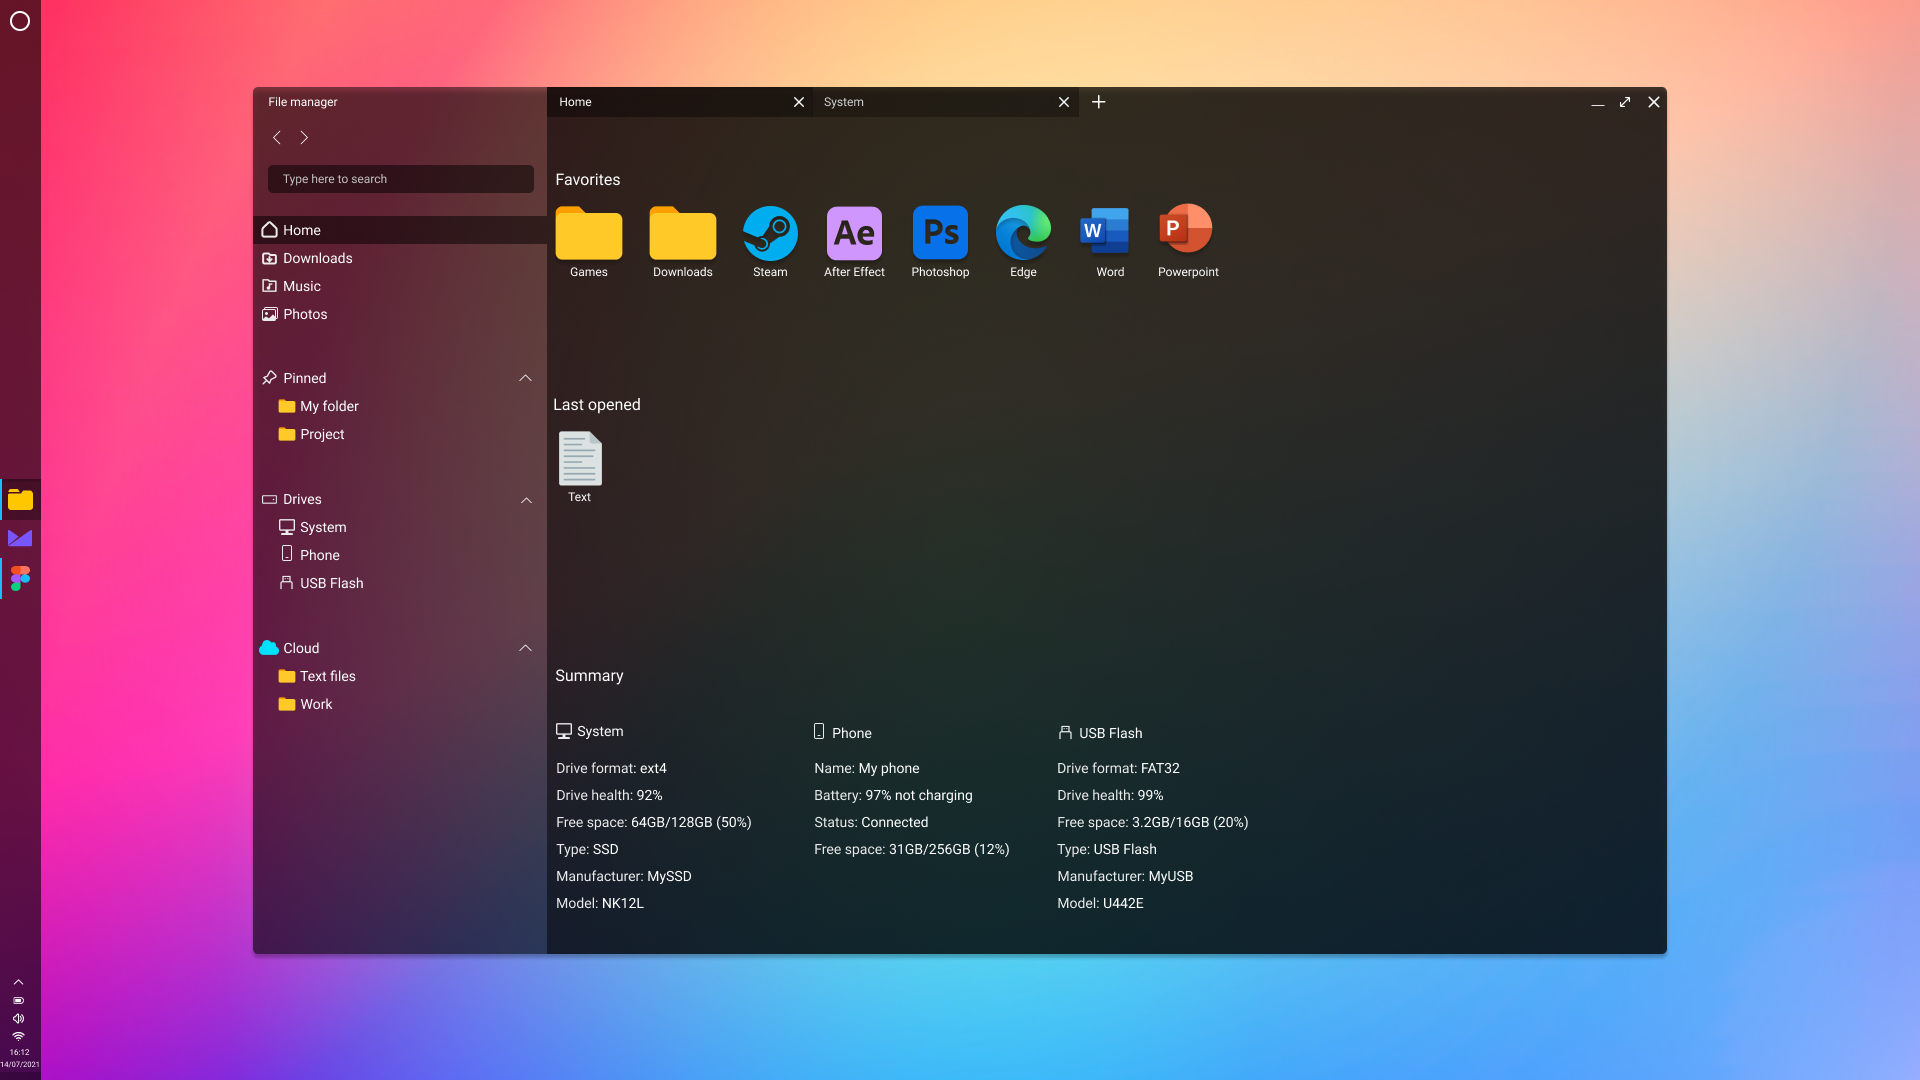 File manager
Home
System
Type here to search
Home
Downloads
Music
Photos
Pinned
My folder
Project
Drives
System
Phone
USB Flash
Cloud
Text files
Work
Favorites
Games
Downloads
Steam
Ae
After Effect
Ps
Photoshop
Edge
W
Word
P
Powerpoint
Last opened
Text
Summary
System
Drive format: ext4
Drive health: 92%
Free space: 64GB/128GB (50%)
Type: SSD
Manufacturer: MySSD
Model: NK12L
Phone
Name: My phone
Battery: 97% not charging
Status: Connected
Free space: 31GB/256GB (12%)
USB Flash
Drive format: FAT32
Drive health: 99%
Free space: 3.2GB/16GB (20%)
Type: USB Flash
Manufacturer: MyUSB
Model: U442E
16:12
14/07/2021